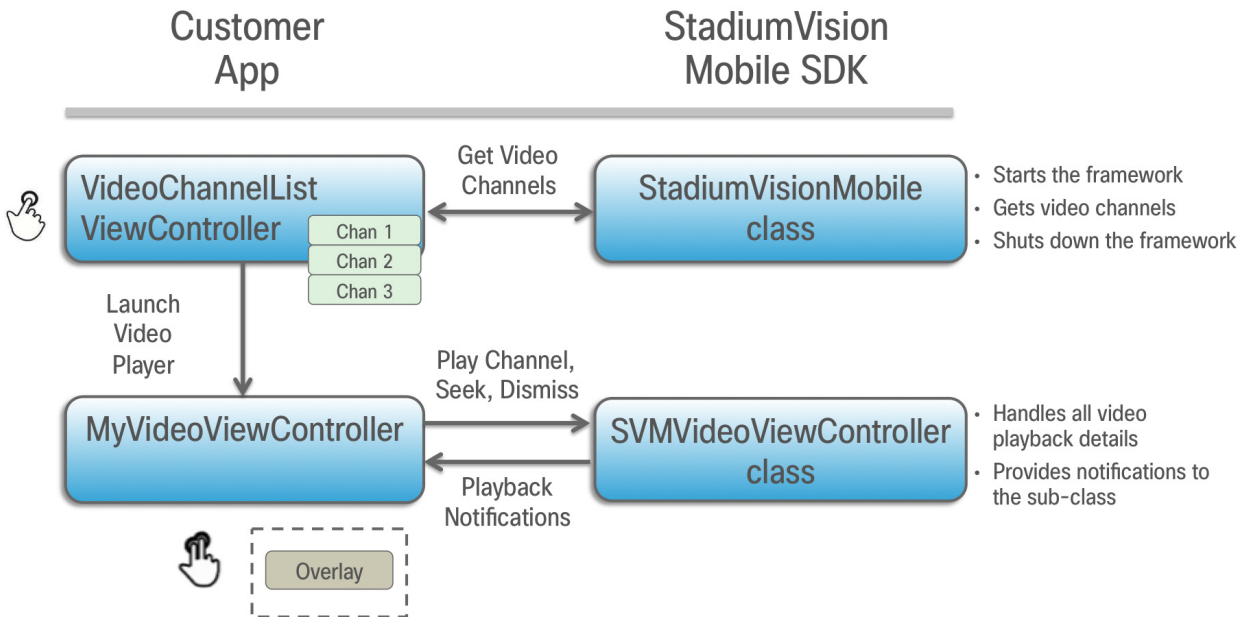 Customer
App
StadiumVision
Mobile SDK
VideoChannelList
ViewController
Chan 1
Chan 2
Chan 3
Get Video
Channels
StadiumVisionMobile
class
• Starts the framework
• Gets video channels
• Shuts down the framework
Launch
Video
Player
MyVideoViewController
Play Channel,
Seek, Dismiss
Playback
Notifications
SVMVideoViewController
class
• Handles all video
playback details
• Provides notifications to
the sub-class
Overlay